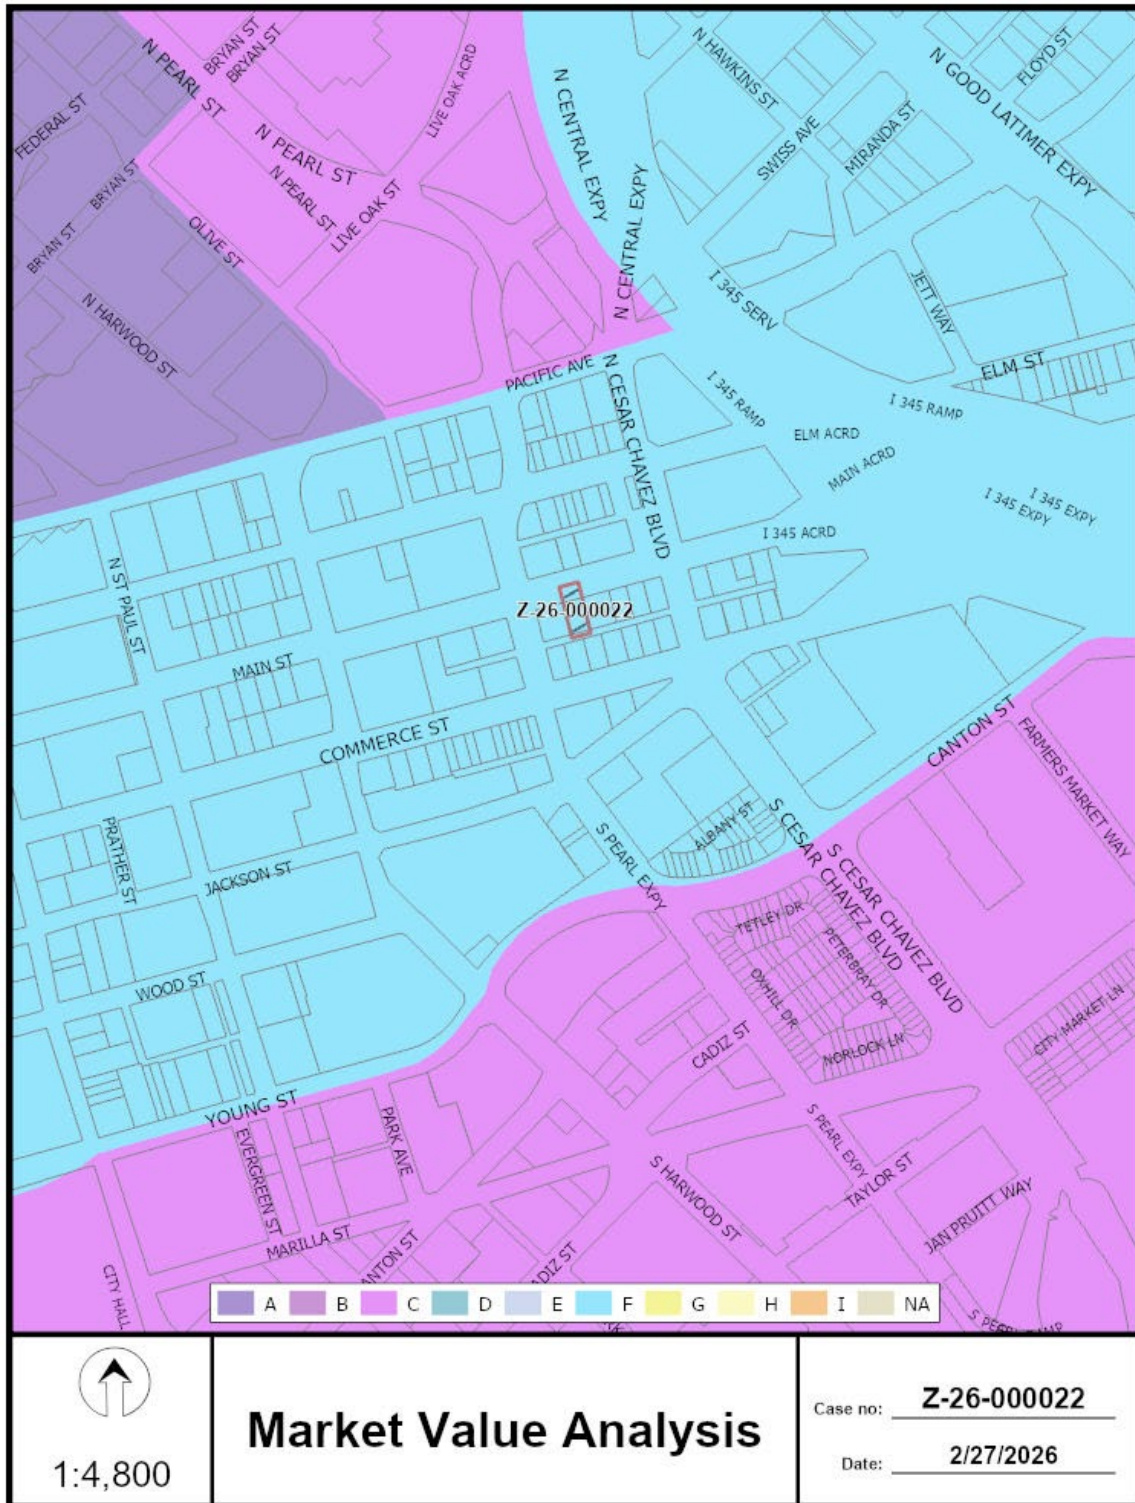 BRYAN ST
BRYAN ST
N PEARL ST
LIVE OAK ACRD
N HAWKINS ST
FLOYD ST
N GOOD LATIMER EXPY
FEDERAL ST
N PEARL ST
N CENTRAL EXPY
SWISS AVE
MIRANDA ST
BRYAN ST
N PEARL ST
LIVE OAK ST
N CENTRAL EXPY
BRYAN ST
OLIVE ST
I 345 SERV
JETT WAY
N HARWOOD ST
PACIFIC AVE
N CESAR CHAVEZ BLVD
ELM ST
I 345 RAMP
I 345 RAMP
ELM ACRD
MAIN ACRD
I 345 EXPY
I 345 EXPY
I 345 ACRD
N ST PAUL ST
Z-26-000022
MAIN ST
COMMERCE ST
CANTON ST
FARMERS MARKET WAY
PRATHER ST
S PEARL EXPY
ALBANY ST
S CESAR CHAVEZ BLVD
S CESAR CHAVEZ BLVD
JACKSON ST
TETLEY DR
PETERBRAY DR
OXHILL DR
WOOD ST
CITY MARKET LN
CADIZ ST
NORLOCK LN
YOUNG ST
EVERGREEN ST
PARK AVE
S PEARL EXPY
S HARWOOD ST
TAYLOR ST
JAN PRUITT WAY
MARILLA ST
ANTON ST
ADIZ ST
CITY HALL
A B C D E F G H I NA
1:4,800
Market Value Analysis
Case no: Z-26-000022
Date: 2/27/2026